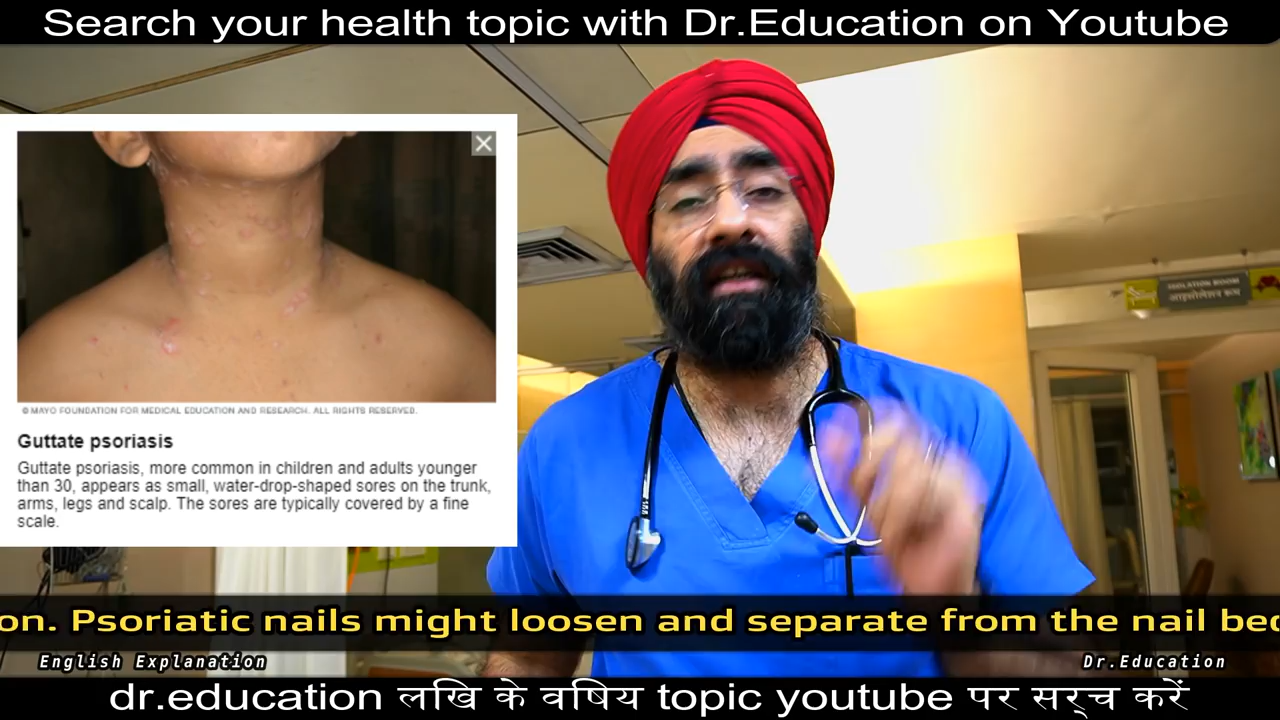 Search your health topic with Dr.Education on Youtube
ISOLATION ROOM
आइसोलेशन रूम
© MAYO FOUNDATION FOR MEDICAL EDUCATION AND RESEARCH. ALL RIGHTS RESERVED.
Guttate psoriasis
Guttate psoriasis, more common in children and adults younger
than 30, appears as small, water-drop-shaped sores on the trunk,
arms, legs and scalp. The sores are typically covered by a fine
scale.
on. Psoriatic nails might loosen and separate from the nail bed
English Explanation
Dr.Education
dr.education लखि के वषिय topic youtube पर सर्च करें